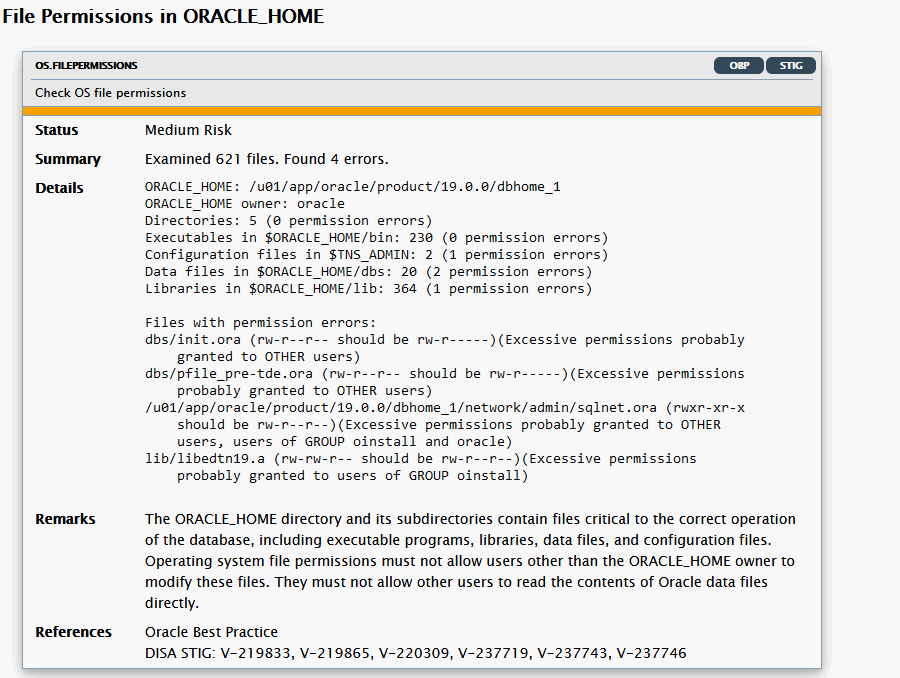 File Permissions in ORACLE_HOME
OS.FILEPERMISSIONS
OBP
STIG
Check OS file permissions
Status
Medium Risk
Summary
Examined 621 files. Found 4 errors.
Details
ORACLE_HOME: /u01/app/oracle/product/19.0.0/dbhome_1
ORACLE_HOME owner: oracle
Directories: 5 (0 permission errors)
Executables in $ORACLE_HOME/bin: 230 (0 permission errors)
Configuration files in $TNS_ADMIN: 2 (1 permission errors)
Data files in $ORACLE_HOME/dbs: 20 (2 permission errors)
Libraries in $ORACLE_HOME/lib: 364 (1 permission errors)
Files with permission errors:
dbs/init.ora (rw-r--r-- should be rw-r-----)(Excessive permissions probably
granted to OTHER users)
dbs/pfile_pre-tde.ora (rw-r--r-- should be rw-r-----)(Excessive permissions
probably granted to OTHER users)
/u01/app/oracle/product/19.0.0/dbhome_1/network/admin/sqlnet.ora (rwxr-xr-x
should be rw-r--r--)(Excessive permissions probably granted to OTHER
users, users of GROUP oinstall and oracle)
lib/libedtn19.a (rw-rw-r-- should be rw-r--r--)(Excessive permissions
probably granted to users of GROUP oinstall)
Remarks
The ORACLE_HOME directory and its subdirectories contain files critical to the correct operation
of the database, including executable programs, libraries, data files, and configuration files.
Operating system file permissions must not allow users other than the ORACLE_HOME owner to
modify these files. They must not allow other users to read the contents of Oracle data files
directly.
References
Oracle Best Practice
DISA STIG: V-219833, V-219865, V-220309, V-237719, V-237743, V-237746